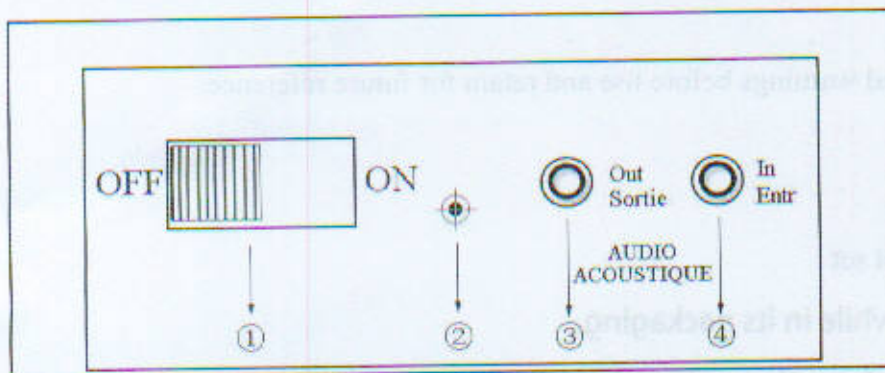 al warnings before use and retain for future reference.
OFF
ON
Out
Sortie
In
Entr
AUDIO
ACOUSTIQUE
while in its packaging
① ② ③ ④